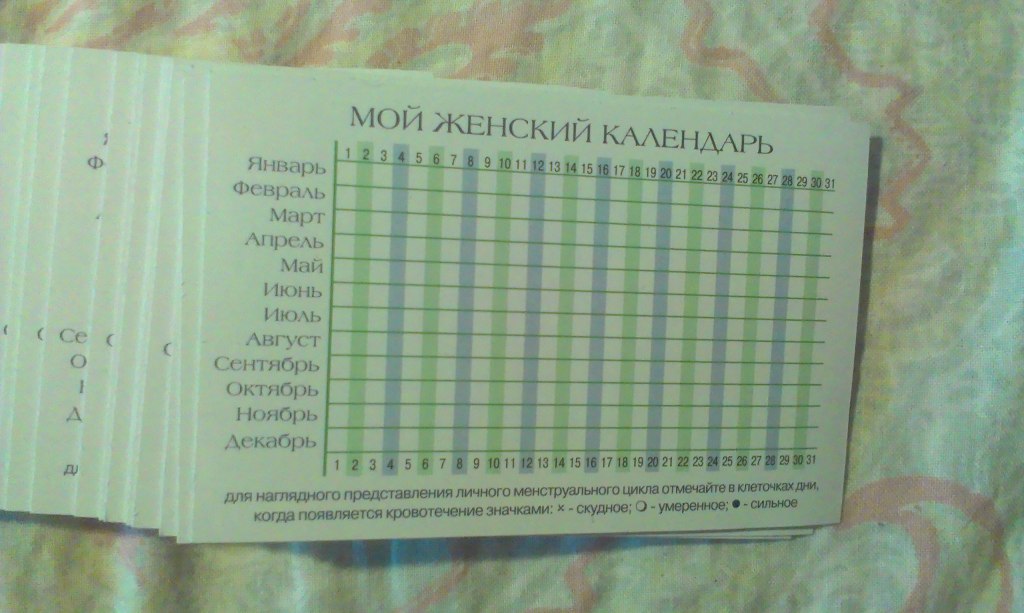 МОЙ ЖЕНСКИЙ КАЛЕНДАРЬ
1 2 3 4 5 6 7 8 9 10 11 12 13 14 15 16 17 18 19 20 21 22 23 24 25 26 27 28 29 30 31
Январь
Февраль
Март
Апрель
Май
Июнь
Июль
Август
Сентябрь
Октябрь
Ноябрь
Декабрь
1 2 3 4 5 6 7 8 9 10 11 12 13 14 15 16 17 18 19 20 21 22 23 24 25 26 27 28 29 30 31
для наглядного представления личного менструального цикла отмечайте в клеточках дни,
когда появляется кровотечение значками: × - скудное; ❍ - умеренное; ● - сильное